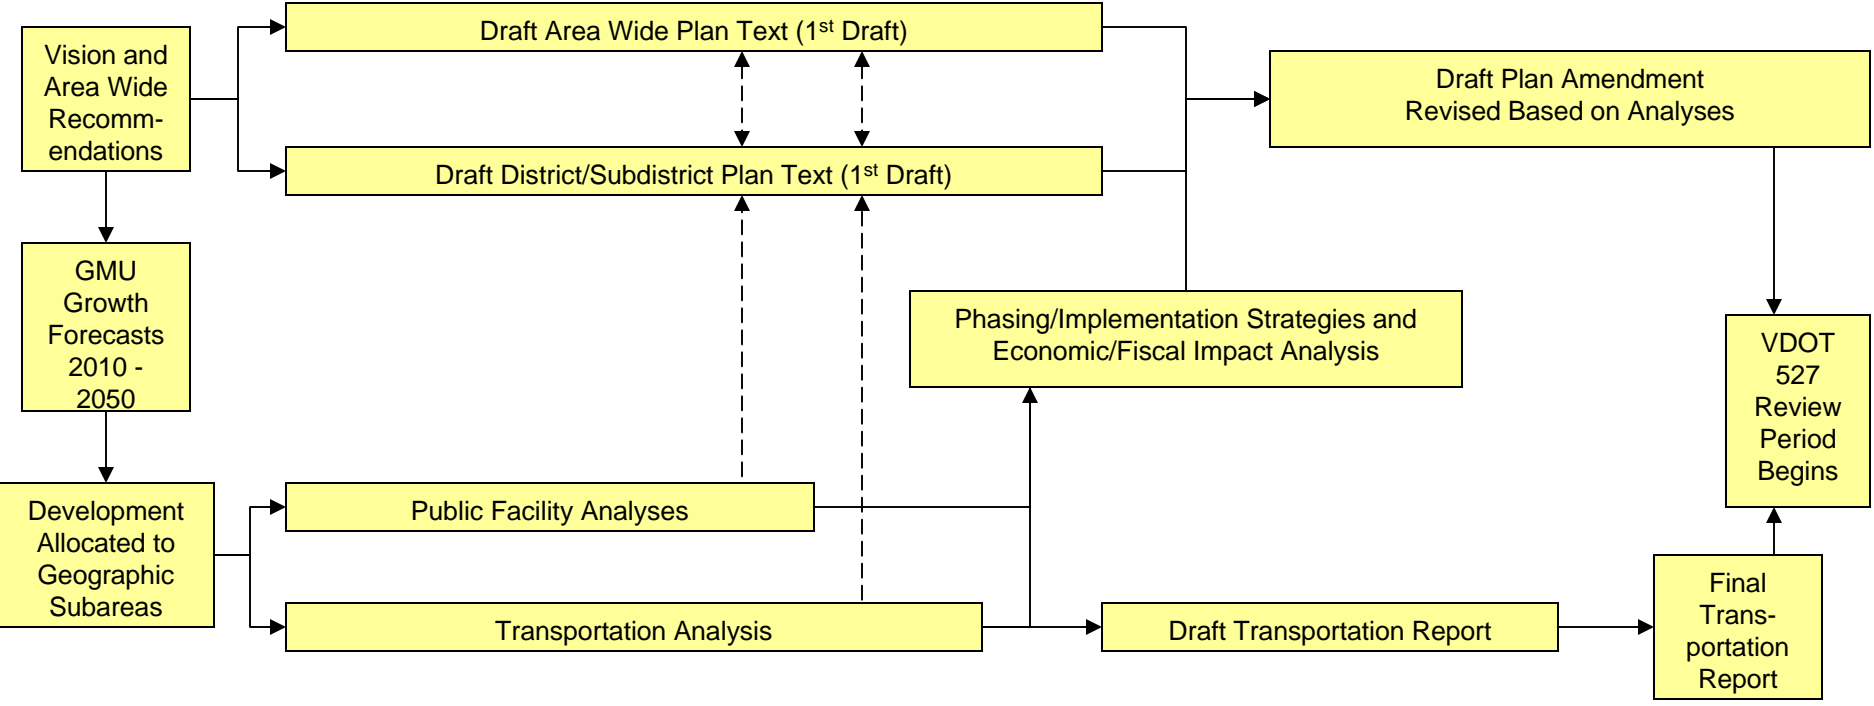 Vision and
Area Wide
Recomm-
endations
Draft Area Wide Plan Text (1st Draft)
Draft District/Subdistrict Plan Text (1st Draft)
Draft Plan Amendment
Revised Based on Analyses
GMU
Growth
Forecasts
2010 -
2050
Phasing/Implementation Strategies and
Economic/Fiscal Impact Analysis
VDOT
527
Review
Period
Begins
Development
Allocated to
Geographic
Subareas
Public Facility Analyses
Transportation Analysis
Draft Transportation Report
Final
Trans-
portation
Report